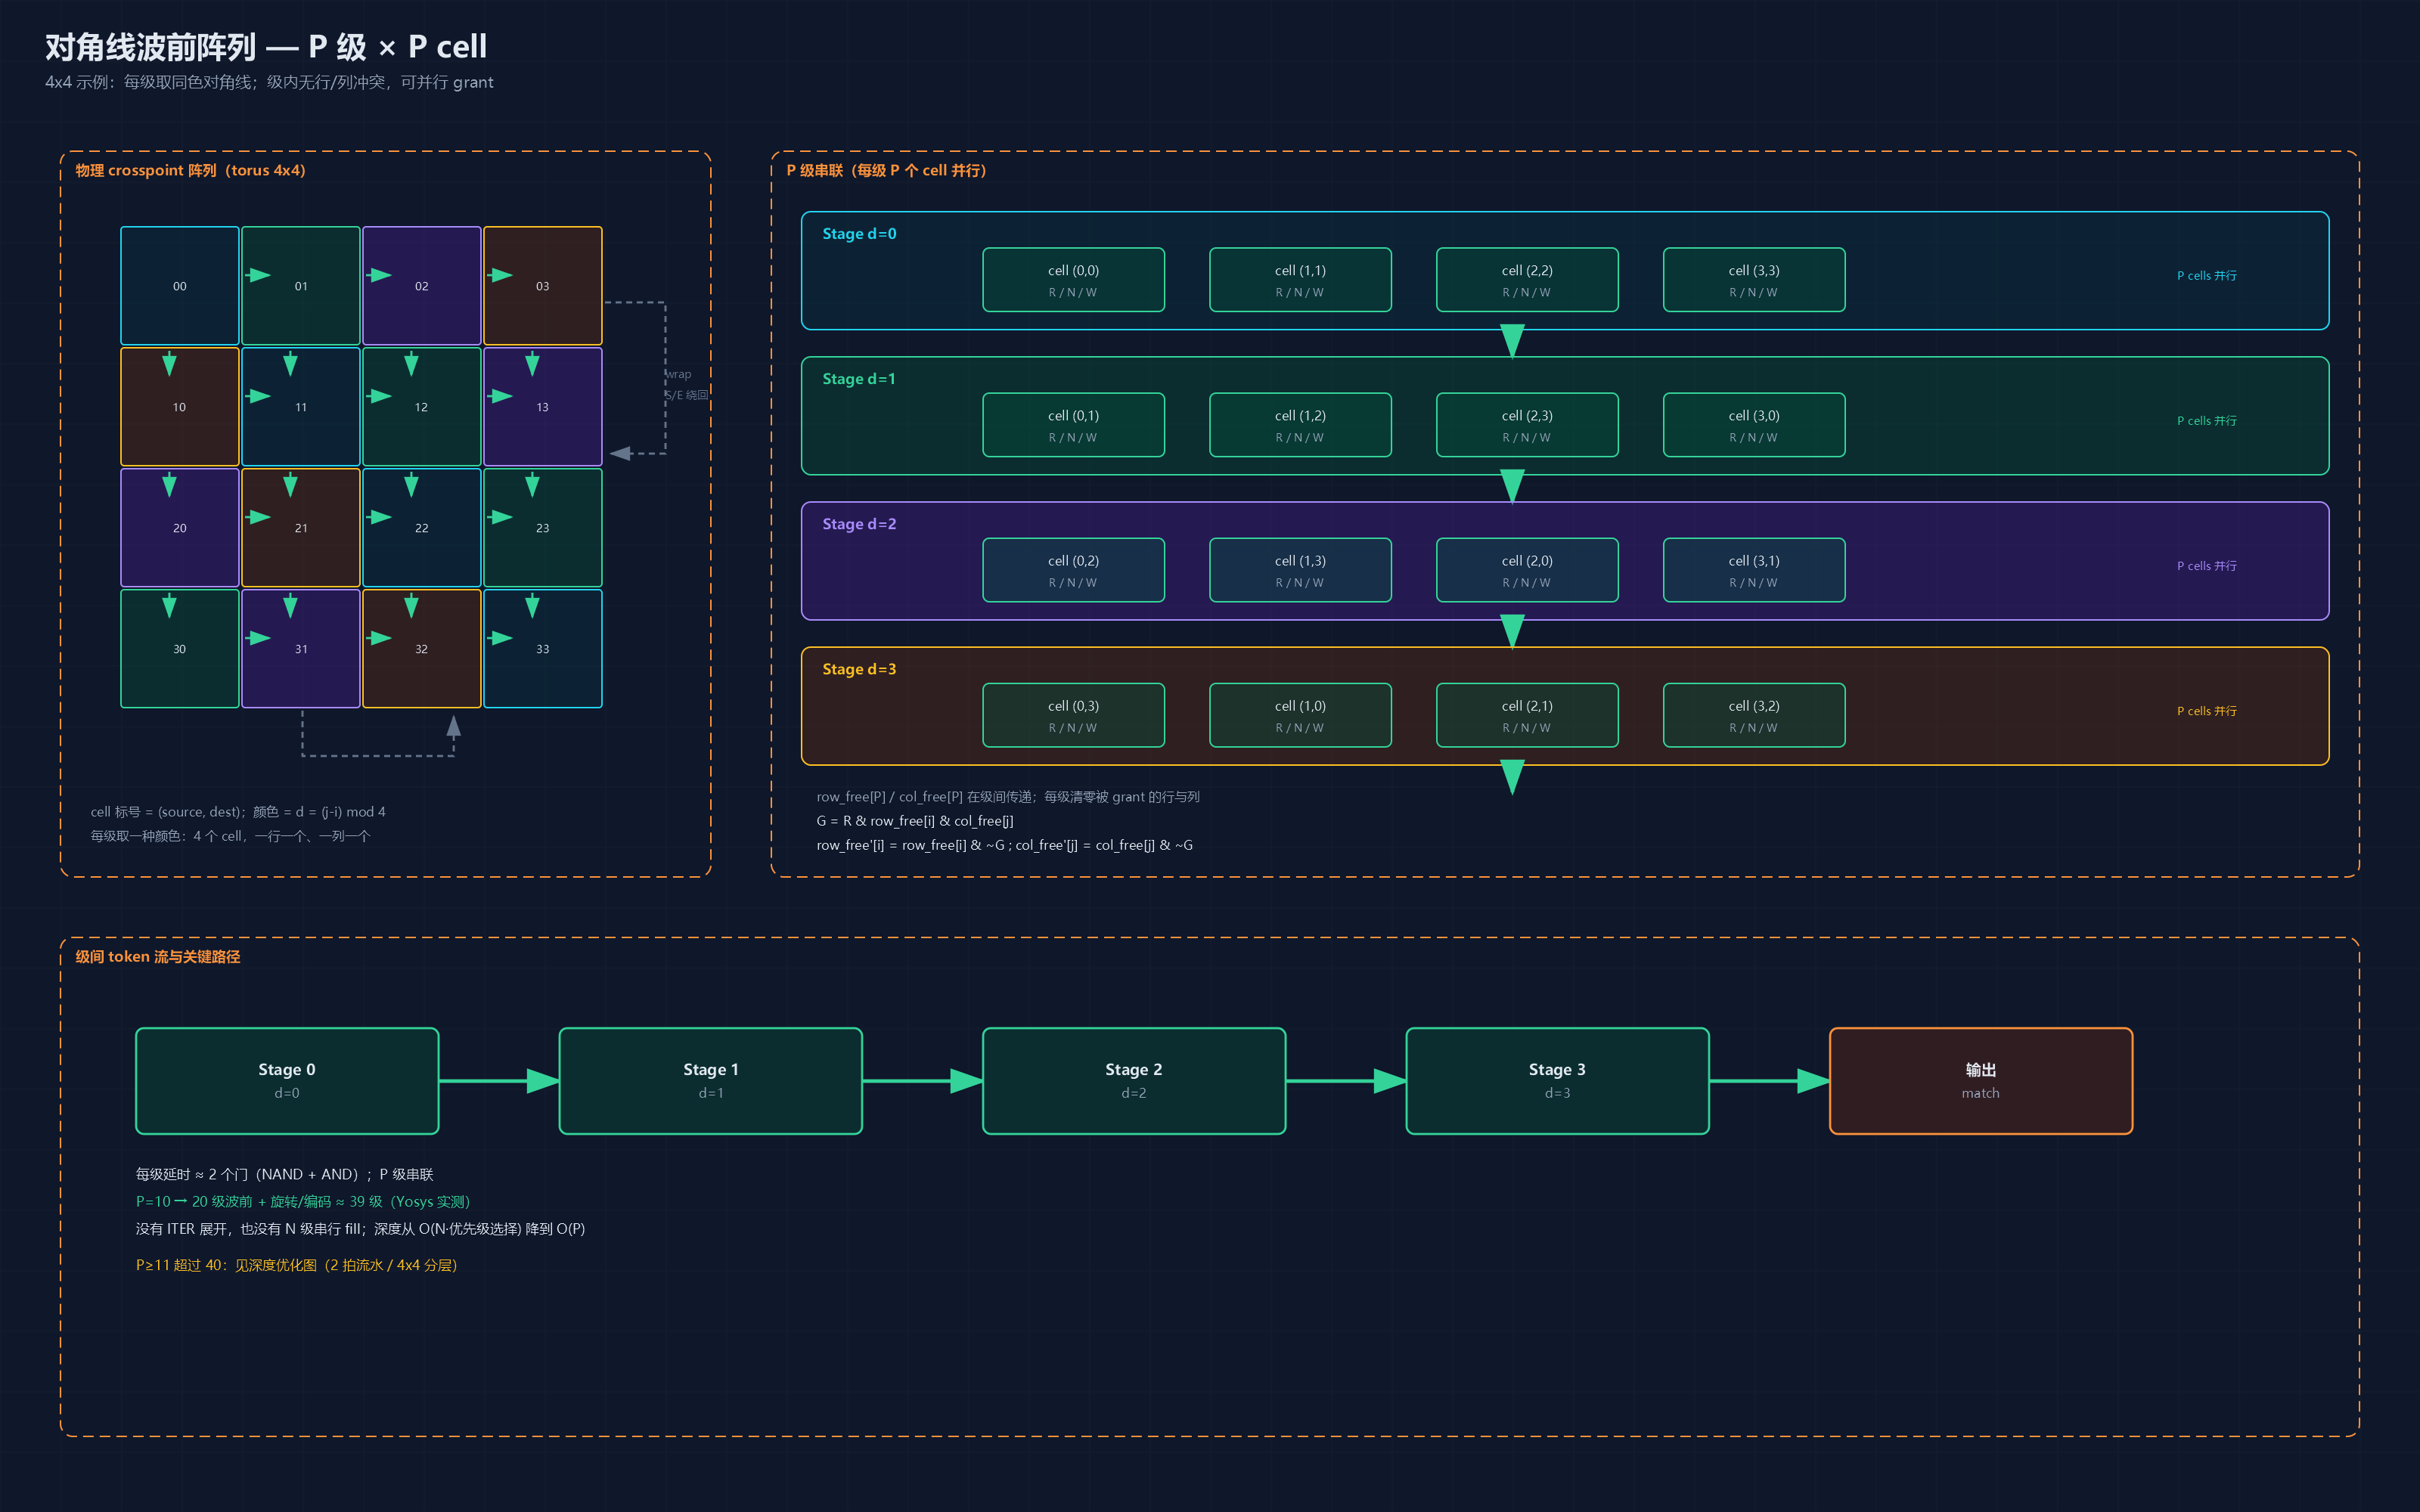 对角线波前阵列 — P 级 × P cell
4x4 示例：每级取同色对角线；级内无行/列冲突，可并行 grant
物理 crosspoint 阵列（torus 4x4）
00 01 02 03
10 11 12 13
20 21 22 23
30 31 32 33
wrap
S/E 绕回
cell 标号 = (source, dest)；颜色 = d = (j-i) mod 4
每级取一种颜色：4 个 cell，一行一个、一列一个
P 级串联（每级 P 个 cell 并行）
Stage d=0
cell (0,0) cell (1,1) cell (2,2) cell (3,3)
R / N / W R / N / W R / N / W R / N / W
P cells 并行
Stage d=1
cell (0,1) cell (1,2) cell (2,3) cell (3,0)
R / N / W R / N / W R / N / W R / N / W
P cells 并行
Stage d=2
cell (0,2) cell (1,3) cell (2,0) cell (3,1)
R / N / W R / N / W R / N / W R / N / W
P cells 并行
Stage d=3
cell (0,3) cell (1,0) cell (2,1) cell (3,2)
R / N / W R / N / W R / N / W R / N / W
P cells 并行
row_free[P] / col_free[P] 在级间传递；每级清零被 grant 的行与列
G = R & row_free[i] & col_free[j]
row_free'[i] = row_free[i] & ~G ; col_free'[j] = col_free[j] & ~G
级间 token 流与关键路径
Stage 0
d=0
Stage 1
d=1
Stage 2
d=2
Stage 3
d=3
输出
match
每级延时 ≈ 2 个门（NAND + AND）；P 级串联
P=10 → 20 级波前 + 旋转/编码 ≈ 39 级（Yosys 实测）
没有 ITER 展开，也没有 N 级串行 fill；深度从 O(N·优先级选择) 降到 O(P)
P≥11 超过 40：见深度优化图（2 拍流水 / 4x4 分层）